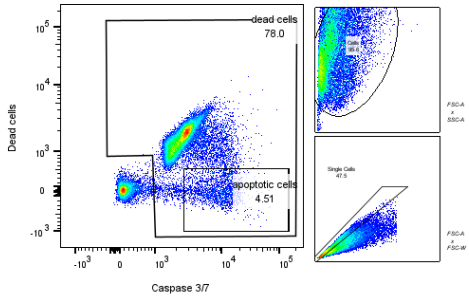 10^5
10^4
10^3
0
-10^3
Dead cells
dead cells
78.0
apoptotic cells
4.51
-10^3
0
10^3
10^4
10^5
Caspase 3/7
Cells
FSC-A
x
SSC-A
Single Cells
47.5
FSC-A
x
FSC-W